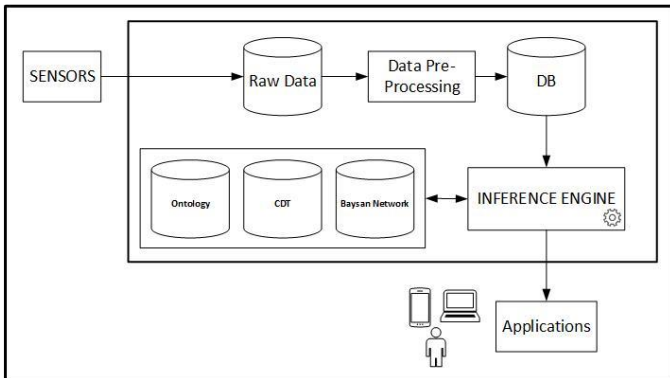 SENSORS
Raw Data
Data Pre-
Processing
DB
Ontology
CDT
Baysan Network
INFERENCE ENGINE
Applications